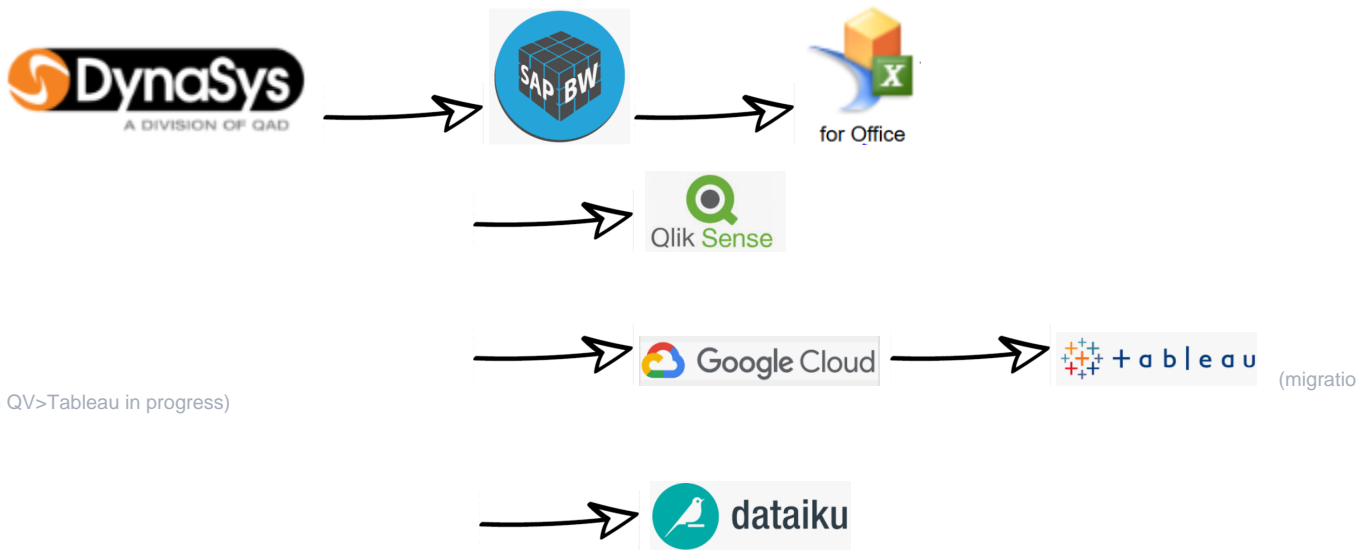 DynaSys
A DIVISION OF QAD
SAP BW
X
for Office
Qlik Sense
Google Cloud
+ a b | e a u
(migratio
QV>Tableau in progress)
dataiku